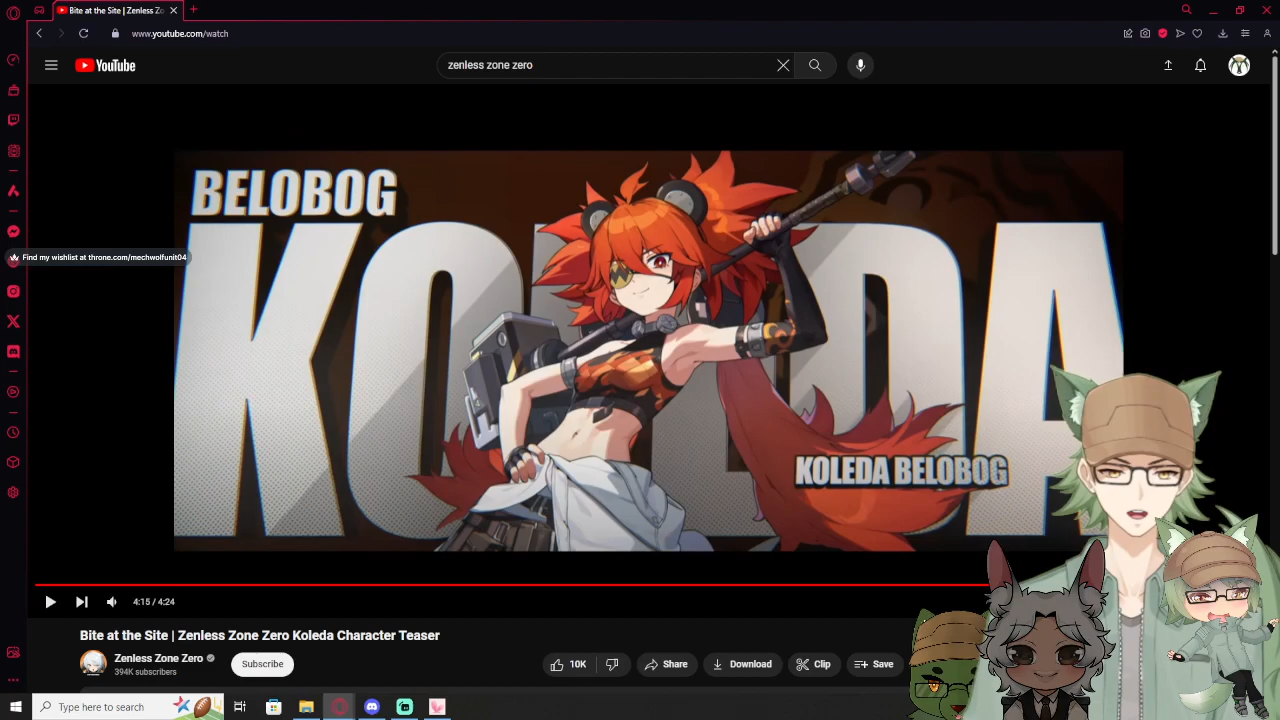 Bite at the Site | Zenless Zo
www.youtube.com/watch
YouTube
zenless zone zero
BELOBOG
KOLEDA
Find my wishlist at throne.com/mechwolfunit04
KOLEDA BELOBOG
4:15 / 4:24
Bite at the Site | Zenless Zone Zero Koleda Character Teaser
Zenless Zone Zero
394K subscribers
Subscribe
10K
Share
Download
Clip
Save
Type here to search